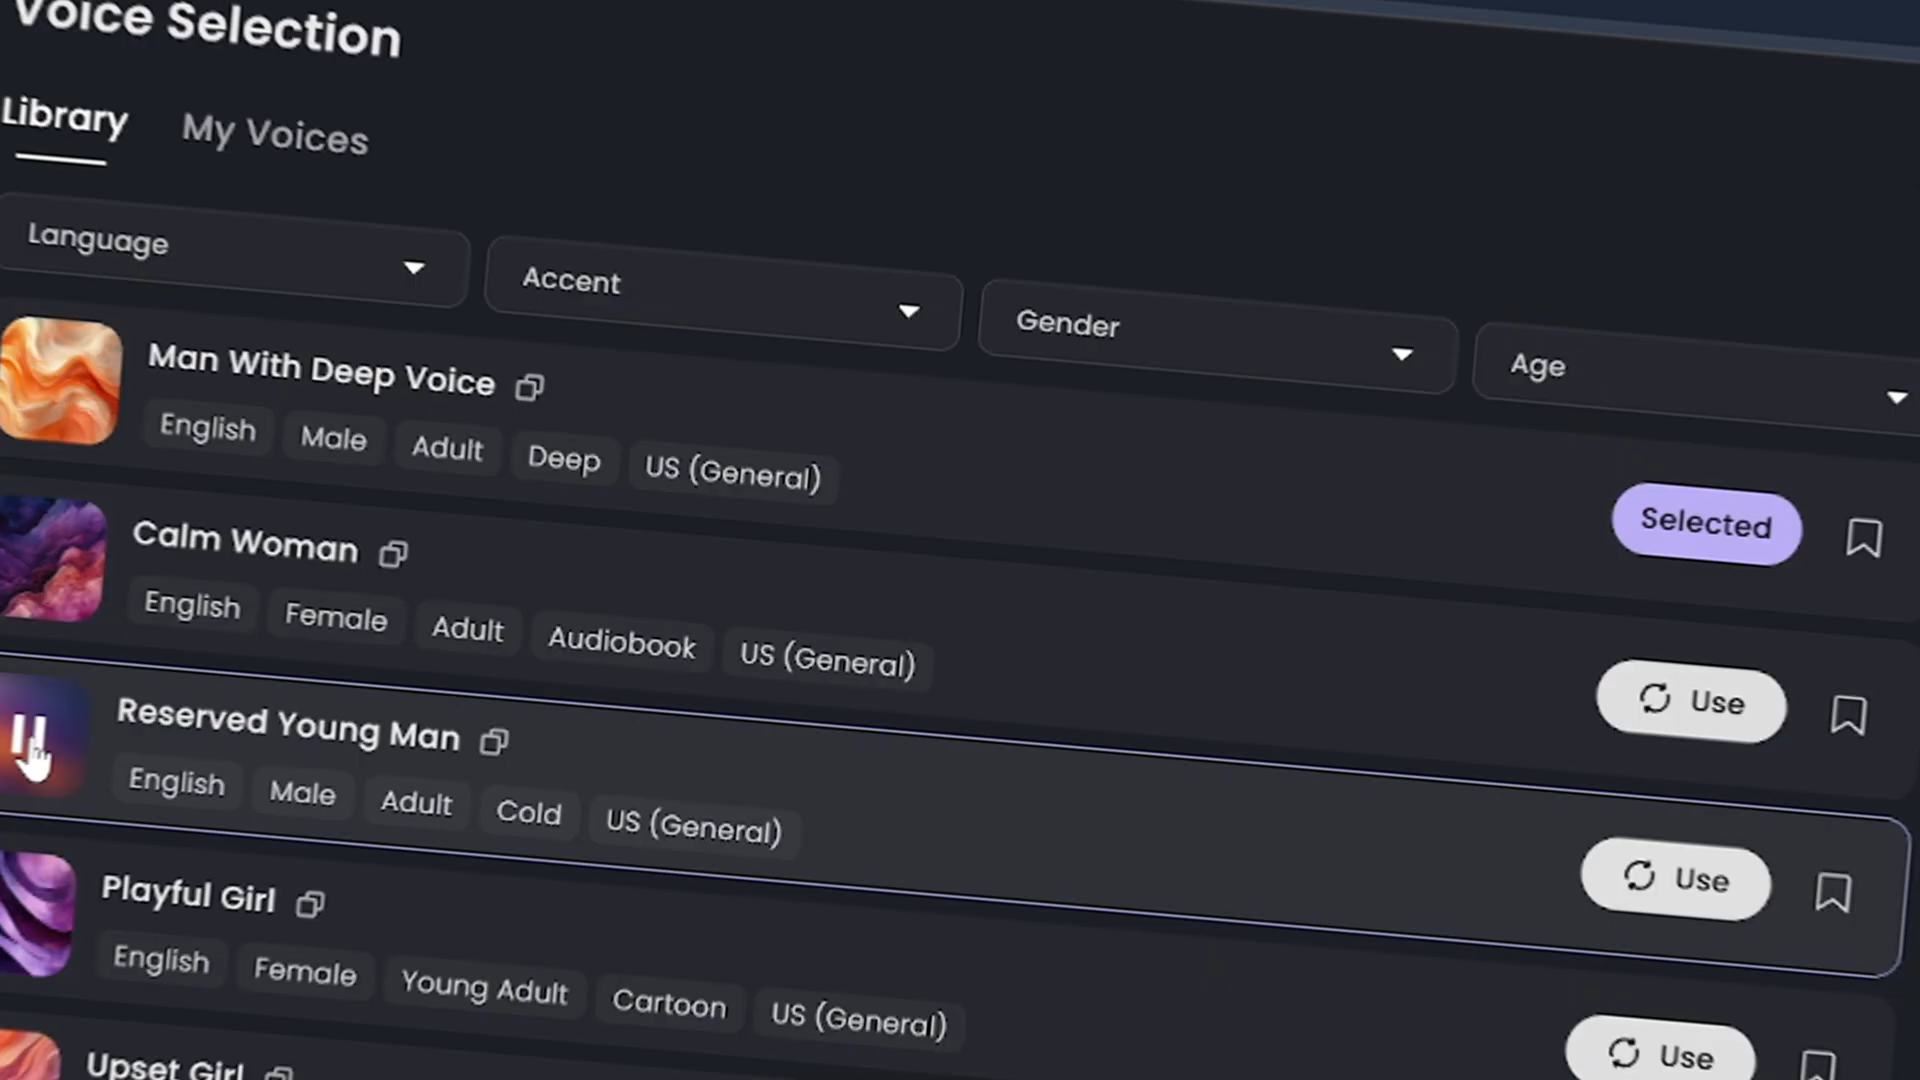 Voice Selection
Library
My Voices
Language
Accent
Gender
Age
Man With Deep Voice
English
Male
Adult
Deep
US (General)
Selected
Calm Woman
English
Female
Adult
Audiobook
US (General)
Use
Reserved Young Man
English
Male
Adult
Cold
US (General)
Use
Playful Girl
English
Female
Young Adult
Cartoon
US (General)
Use
Upset Girl